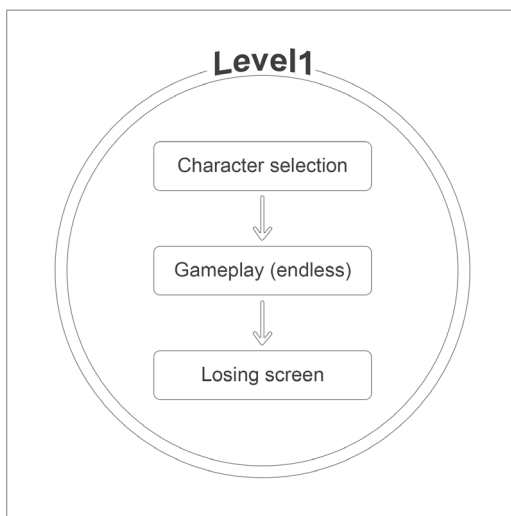 Level1
Character selection
Gameplay (endless)
Losing screen